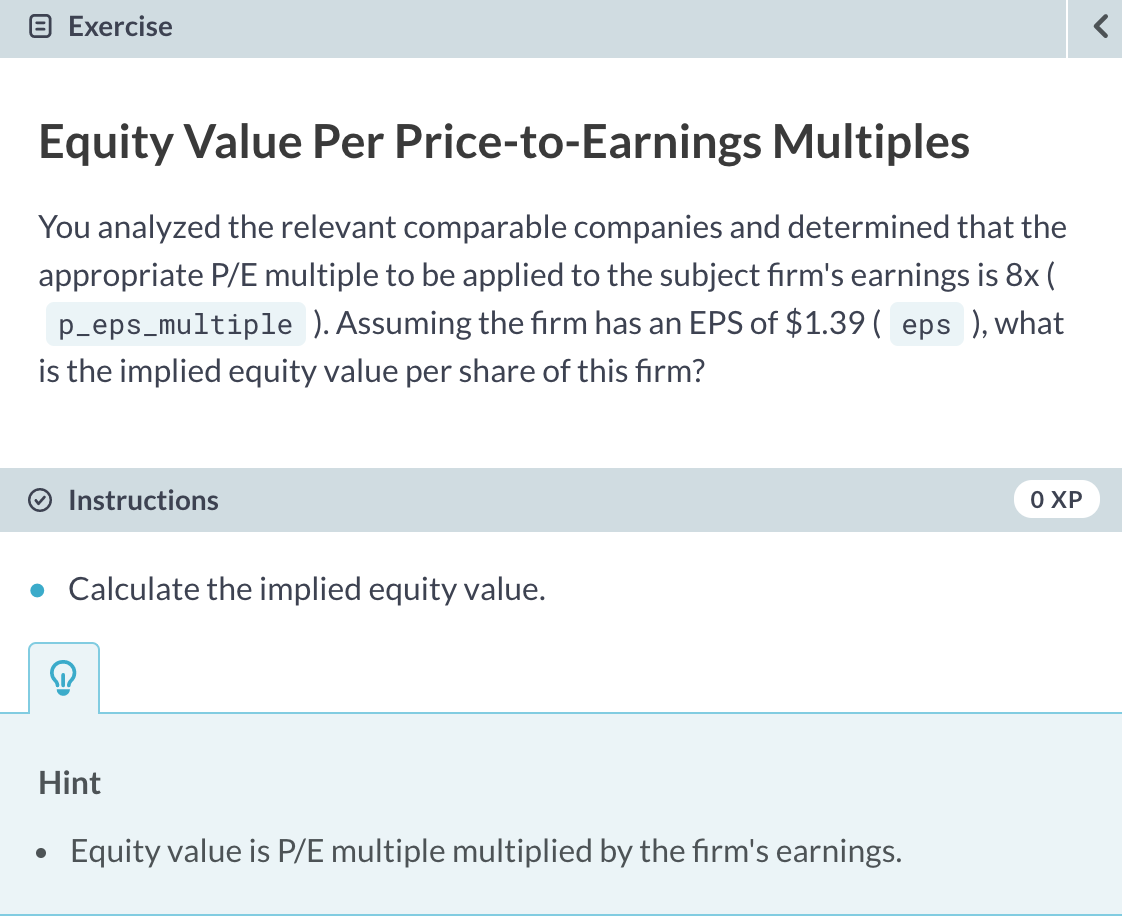 Exercise
Equity Value Per Price-to-Earnings Multiples
You analyzed the relevant comparable companies and determined that the
appropriate P/E multiple to be applied to the subject firm's earnings is 8x (
p_eps_multiple ). Assuming the firm has an EPS of $1.39 ( eps ), what
is the implied equity value per share of this firm?
Instructions
0 XP
Calculate the implied equity value.
Hint
Equity value is P/E multiple multiplied by the firm's earnings.